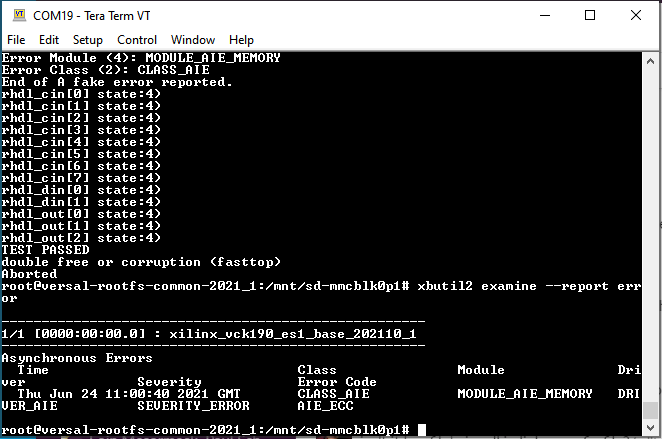 COM19 - Tera Term VT
File Edit Setup Control Window Help
Error Module (4): MODULE_AIE_MEMORY
Error Class (2): CLASS_AIE
End of A fake error reported.
rhdl_cin[0] state:4)
rhdl_cin[1] state:4)
rhdl_cin[2] state:4)
rhdl_cin[3] state:4)
rhdl_cin[4] state:4)
rhdl_cin[5] state:4)
rhdl_cin[6] state:4)
rhdl_cin[7] state:4)
rhdl_din[0] state:4)
rhdl_din[1] state:4)
rhdl_out[0] state:4)
rhdl_out[1] state:4)
rhdl_out[2] state:4)
TEST PASSED
double free or corruption (fasttop)
Aborted
root@versal-rootfs-common-2021_1:/mnt/sd-mmcblk0p1# xbutil2 examine --report err
or
-----------------------------------------------------
1/1 [0000:00:00.0] : xilinx_vck190_es1_base_202110_1
-----------------------------------------------------
Asynchronous Errors
Time Class Module Dri
ver Severity Error Code
Thu Jun 24 11:00:40 2021 GMT CLASS_AIE MODULE_AIE_MEMORY DRI
VER_AIE SEVERITY_ERROR AIE_ECC
root@versal-rootfs-common-2021_1:/mnt/sd-mmcblk0p1#